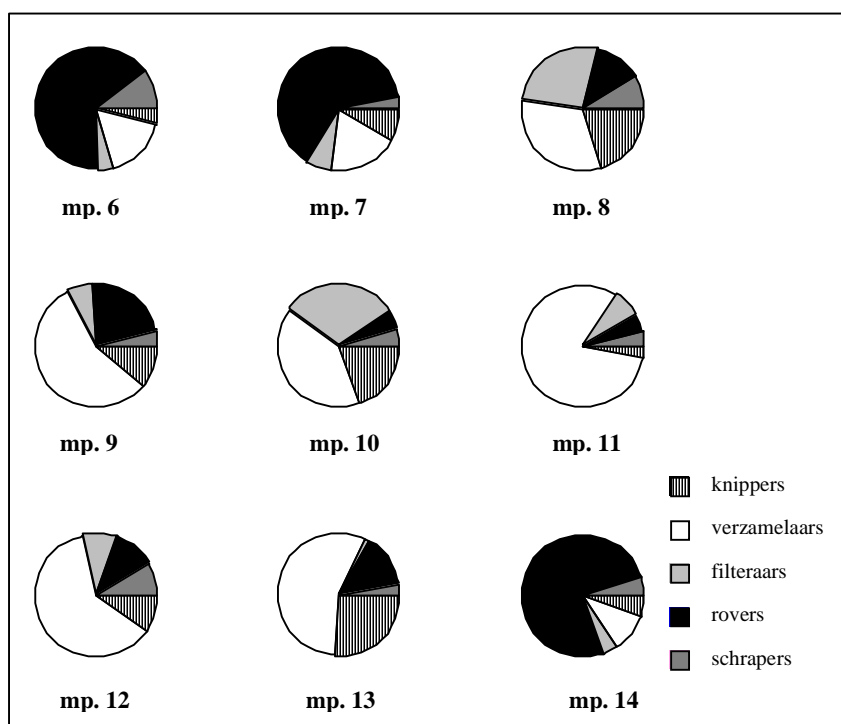 mp. 6
mp. 7
mp. 8
mp. 9
mp. 10
mp. 11
knippers
verzamelaars
filteraars
rovers
schrapers
mp. 12
mp. 13
mp. 14